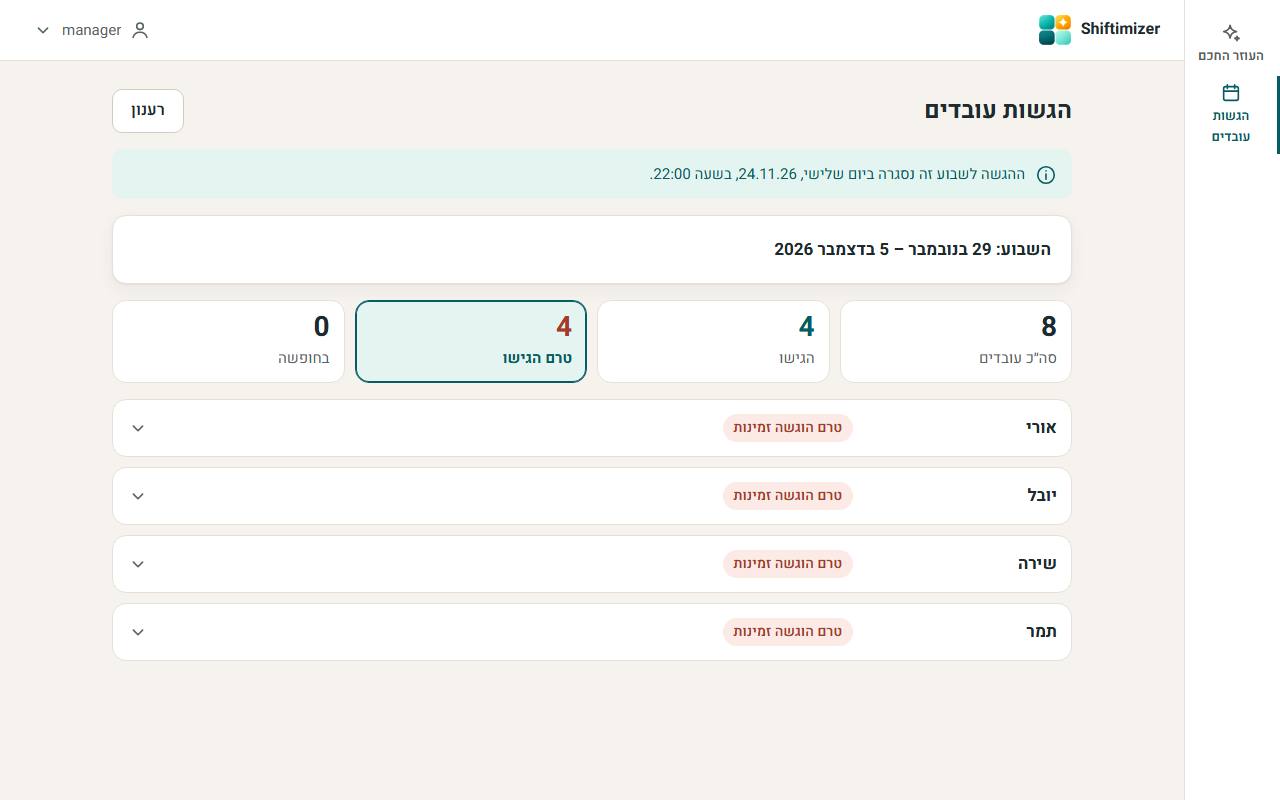 Shiftimizer
manager
העוזר החכם
הגשות
עובדים
הגשות עובדים
רענון
ההגשה לשבוע זה נסגרה ביום שלישי, 24.11.26, בשעה 22:00.
השבוע: 29 בנובמבר – 5 בדצמבר 2026
8
סה"כ עובדים
4
הגישו
4
טרם הגישו
0
בחופשה
אורי
טרם הוגשה זמינות
יובל
טרם הוגשה זמינות
שירה
טרם הוגשה זמינות
תמר
טרם הוגשה זמינות